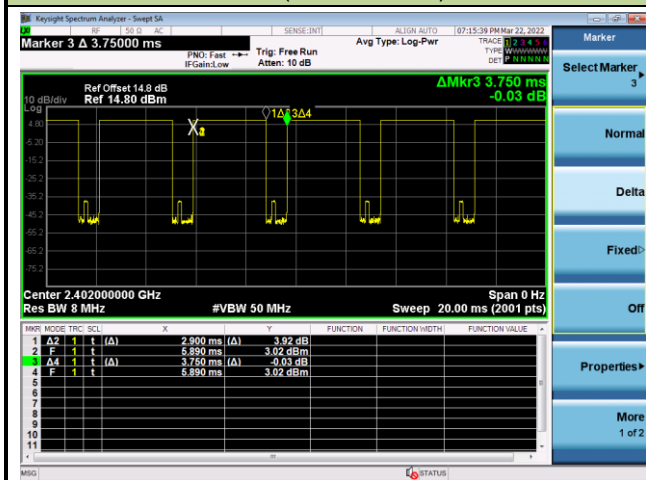 Keysight Spectrum Analyzer - Swept SA
RF 50 Ω AC SENSE:INT ALIGN AUTO 07:15:39 PM Mar 22, 2022
Marker 3 Δ 3.75000 ms
PNO: Fast
IFGain:Low
Trig: Free Run
Atten: 10 dB
Avg Type: Log-Pwr
TRACE 1 2 3 4 5 6
TYPE WWWWWW
DET P N N N N N
Ref Offset 14.8 dB
10 dB/div Ref 14.80 dBm
Log
ΔMkr3 3.750 ms
-0.03 dB
4.80
-5.20
-15.2
-25.2
-35.2
-45.2
-55.2
-65.2
-75.2
1Δ 3Δ4
Center 2.402000000 GHz Span 0 Hz
Res BW 8 MHz #VBW 50 MHz Sweep 20.00 ms (2001 pts)
MKR MODE TRC SCL X Y FUNCTION FUNCTION WIDTH FUNCTION VALUE
1 Δ2 1 t (Δ) 2.900 ms (Δ) 3.92 dB
2 F 1 t 5.890 ms 3.02 dBm
3 Δ4 1 t (Δ) 3.750 ms (Δ) -0.03 dB
4 F 1 t 5.890 ms 3.02 dBm
5
6
7
8
9
10
11
MSG STATUS
Marker
Select Marker
3
Normal
Delta
Fixed
Off
Properties
More
1 of 2